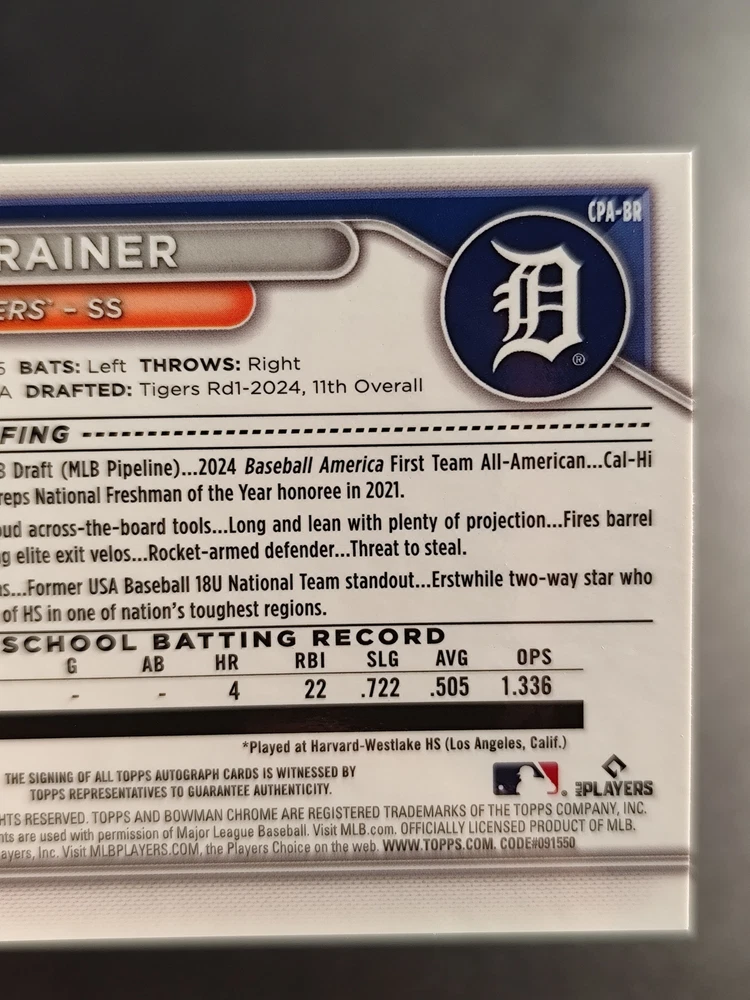 CPA-BR
RAINER
ERS - SS
D
®
5 BATS: Left THROWS: Right
A DRAFTED: Tigers Rd1-2024, 11th Overall
FING
8 Draft (MLB Pipeline)...2024 Baseball America First Team All-American...Cal-Hi
reps National Freshman of the Year honoree in 2021.
oud across-the-board tools...Long and lean with plenty of projection...Fires barrel
g elite exit velos...Rocket-armed defender...Threat to steal.
s...Former USA Baseball 18U National Team standout...Erstwhile two-way star who
of HS in one of nation's toughest regions.
SCHOOL BATTING RECORD
G AB HR RBI SLG AVG OPS
- - 4 22 .722 .505 1.336
*Played at Harvard-Westlake HS (Los Angeles, Calif.)
THE SIGNING OF ALL TOPPS AUTOGRAPH CARDS IS WITNESSED BY
TOPPS REPRESENTATIVES TO GUARANTEE AUTHENTICITY.
PLAYERS
HTS RESERVED. TOPPS AND BOWMAN CHROME ARE REGISTERED TRADEMARKS OF THE TOPPS COMPANY, INC.
nts are used with permission of Major League Baseball. Visit MLB.com. OFFICIALLY LICENSED PRODUCT OF MLB.
ayers, Inc. Visit MLBPLAYERS.COM, the Players Choice on the web. WWW.TOPPS.COM. CODE#091550